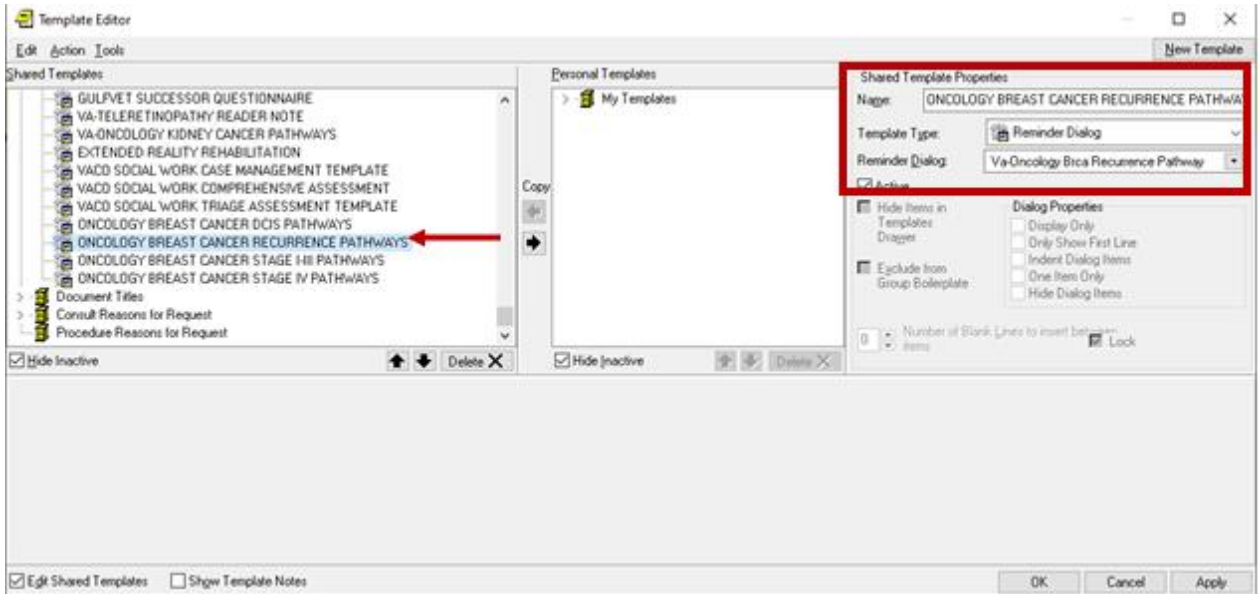 Template Editor
Edit Action Tools
New Template
Shared Templates
GULFVET SUCCESSOR QUESTIONNAIRE
VA-TELERETINOPATHY READER NOTE
VA-ONCOLOGY KIDNEY CANCER PATHWAYS
EXTENDED REALITY REHABILITATION
VACO SOCIAL WORK CASE MANAGEMENT TEMPLATE
VACO SOCIAL WORK COMPREHENSIVE ASSESSMENT
VACO SOCIAL WORK TRIAGE ASSESSMENT TEMPLATE
ONCOLOGY BREAST CANCER DCIS PATHWAYS
ONCOLOGY BREAST CANCER RECURRENCE PATHWAYS
ONCOLOGY BREAST CANCER STAGE I-III PATHWAYS
ONCOLOGY BREAST CANCER STAGE IV PATHWAYS
Document Titles
Consult Reasons for Request
Procedure Reasons for Request
Hide Inactive
Delete
Copy
Personal Templates
My Templates
Hide Inactive
Delete
Shared Template Properties
Name: ONCOLOGY BREAST CANCER RECURRENCE PATHWA
Template Type: Reminder Dialog
Reminder Dialog: Va-Oncology Brca Recurrence Pathway
Active
Hide Items in
Templates
Drawer
Exclude from
Group Boilerplate
Dialog Properties
Display Only
Only Show First Line
Indent Dialog Items
One Item Only
Hide Dialog Items
0 Number of Blank Lines to insert between
items
Lock
Edit Shared Templates
Show Template Notes
OK Cancel Apply